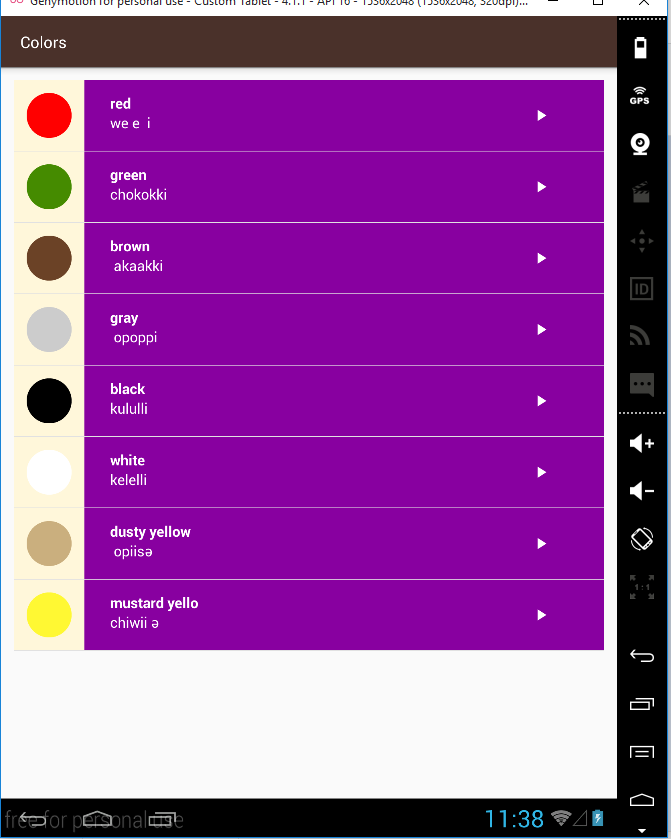 Genymotion for personal use - Custom Tablet - 4.1.1 - API 16 - 1536x2048 (1536x2048, 320dpi)...
Colors
red
we e i
GPS
green
chokokki
brown
akaakki
ID
gray
opoppi
black
kululli
white
kelelli
dusty yellow
opiisə
1:1
mustard yello
chiwii ə
free for personal use
11:38